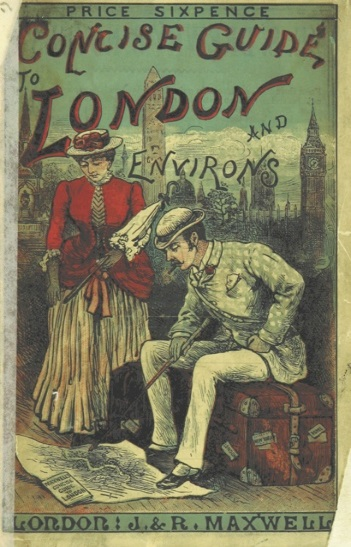 PRICE SIXPENCE
CONCISE GUIDE
TO
LONDON
AND
ENVIRONS
LONDON: J. & R. MAXWELL